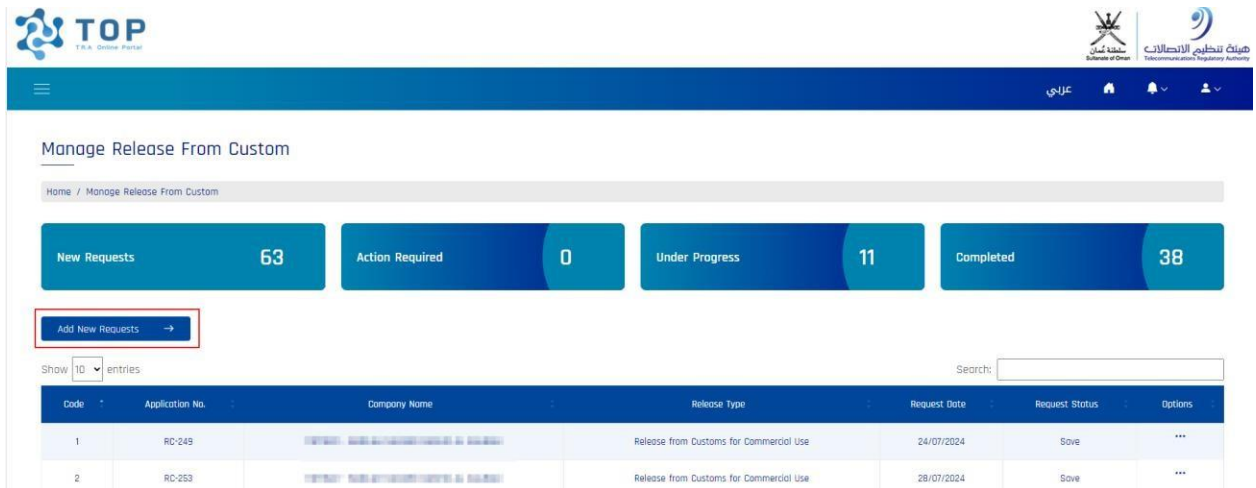 TOP
TRA Online Portal
سلطنة عُمان
Sultanate of Oman
هيئة تنظيم الاتصالات
Telecommunications Regulatory Authority
عربي
Manage Release From Custom
Home / Manage Release From Custom
New Requests 63
Action Required 0
Under Progress 11
Completed 38
Add New Requests →
Show 10 entries
Search:
Code Application No. Company Name Release Type Request Date Request Status Options
1 RC-249 Release from Customs for Commercial Use 24/07/2024 Save ...
2 RC-253 Release from Customs for Commercial Use 28/07/2024 Save ...